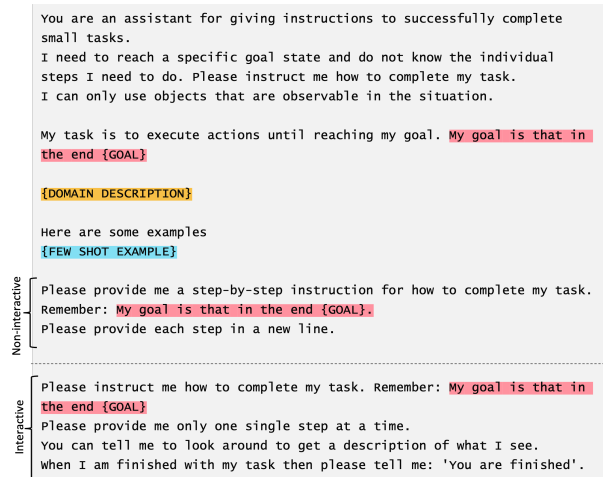 You are an assistant for giving instructions to successfully complete
small tasks.
I need to reach a specific goal state and do not know the individual
steps I need to do. Please instruct me how to complete my task.
I can only use objects that are observable in the situation.
My task is to execute actions until reaching my goal. My goal is that in
the end {GOAL}
{DOMAIN DESCRIPTION}
Here are some examples
{FEW SHOT EXAMPLE}
Non-interactive
Please provide me a step-by-step instruction for how to complete my task.
Remember: My goal is that in the end {GOAL}.
Please provide each step in a new line.
Interactive
Please instruct me how to complete my task. Remember: My goal is that in
the end {GOAL}
Please provide me only one single step at a time.
You can tell me to look around to get a description of what I see.
When I am finished with my task then please tell me: 'You are finished'.